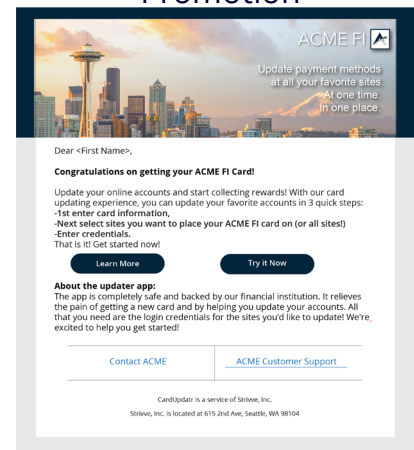 Promotion
ACME FI
Update payment methods
at all your favorite sites.
At one time.
In one place.
Dear <First Name>,
Congratulations on getting your ACME FI Card!
Update your online accounts and start collecting rewards! With our card
updating experience, you can update your favorite accounts in 3 quick steps:
-1st enter card information,
-Next select sites you want to place your ACME FI card on (or all sites!)
-Enter credentials.
That is it! Get started now!
Learn More
Try it Now
About the updater app:
The app is completely safe and backed by our financial institution. It relieves
the pain of getting a new card and by helping you update your accounts. All
that you need are the login credentials for the sites you'd like to update! We're
excited to help you get started!
Contact ACME
ACME Customer Support
CardUpdatr is a service of Strivve, Inc.
Strivve, Inc. is located at 615 2nd Ave, Seattle, WA 98104